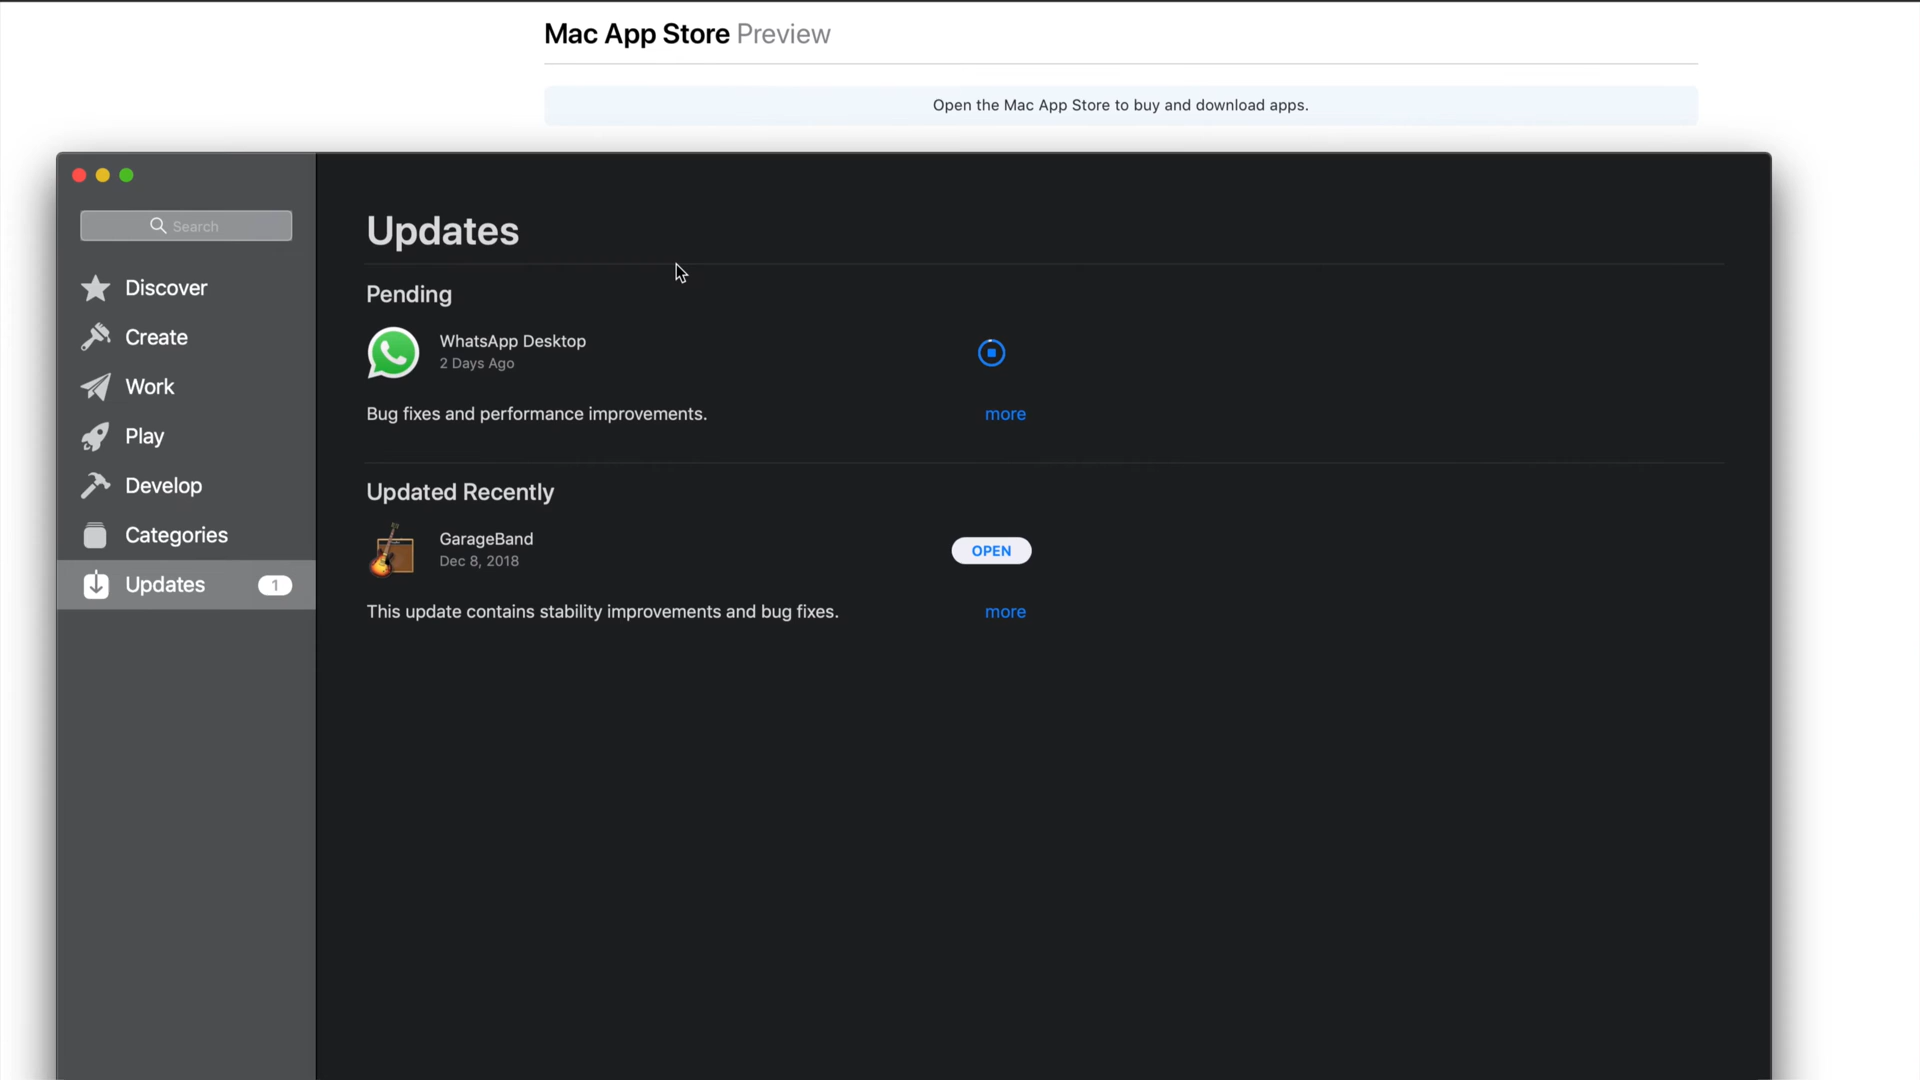 Mac App Store Preview
Open the Mac App Store to buy and download apps.
Search
Discover
Create
Work
Play
Develop
Categories
Updates 1
Updates
Pending
WhatsApp Desktop
2 Days Ago
Bug fixes and performance improvements. more
Updated Recently
GarageBand
Dec 8, 2018
OPEN
This update contains stability improvements and bug fixes. more